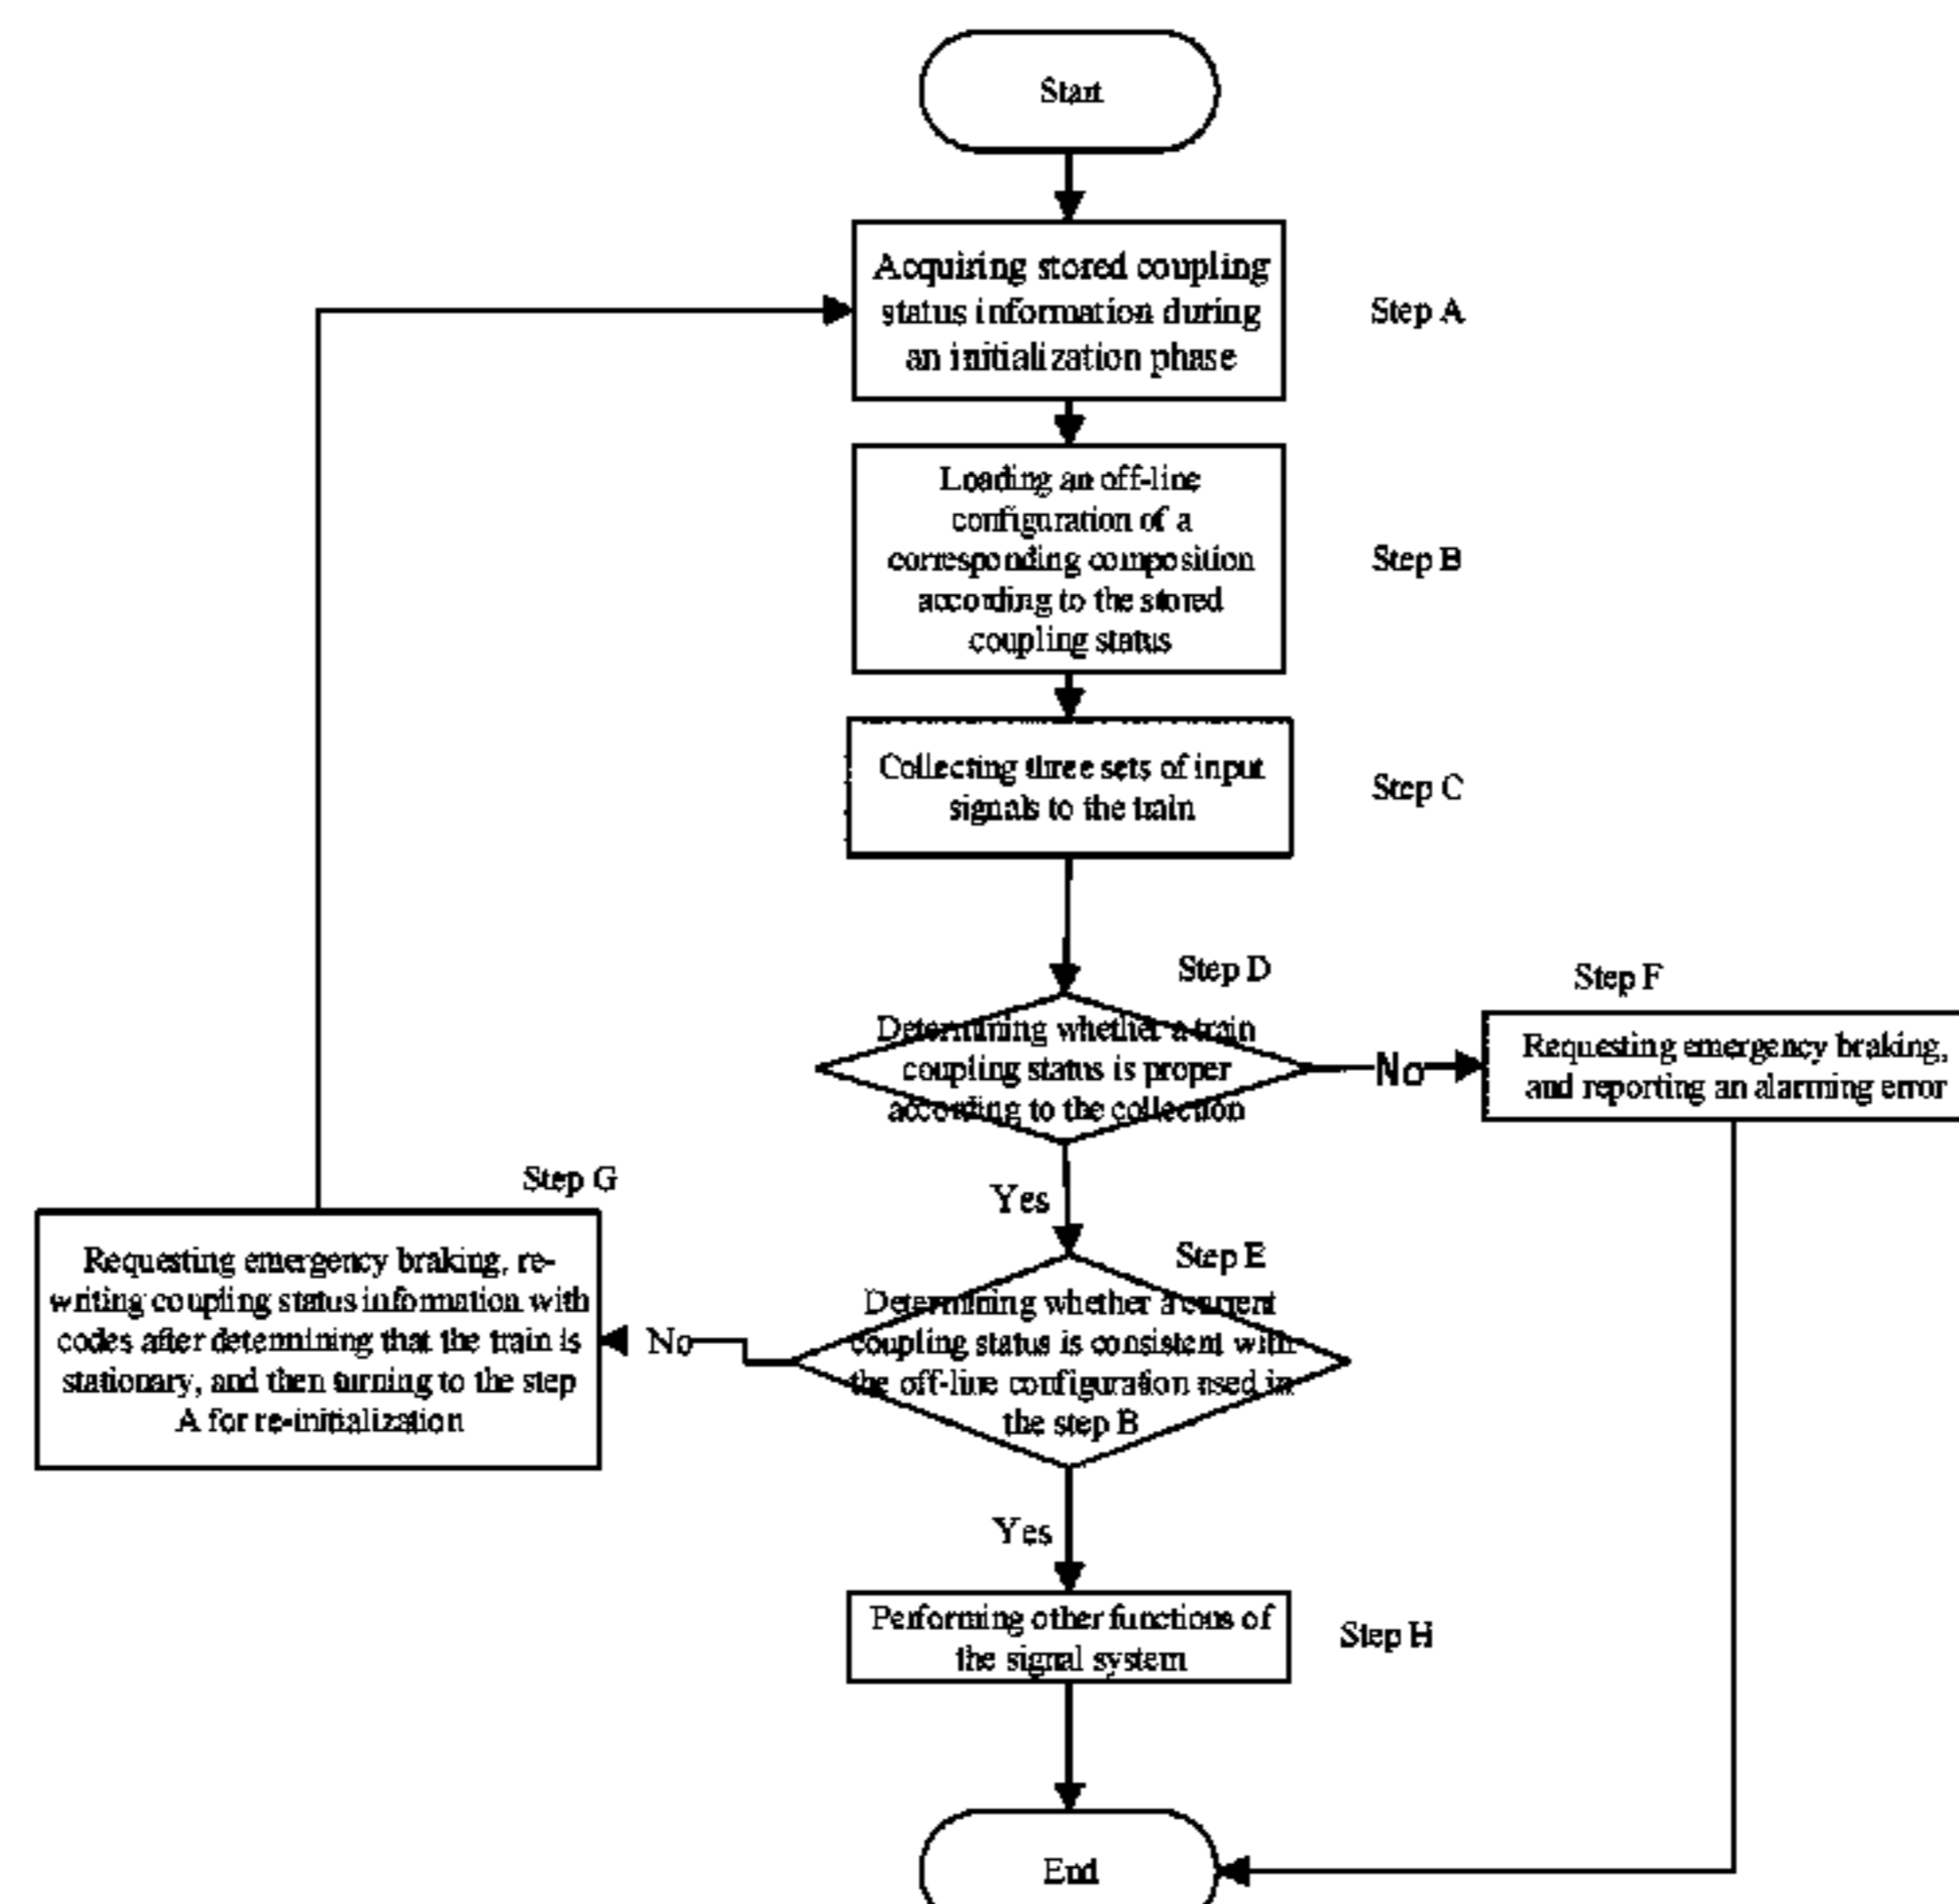 Start
Acquiring stored coupling
status information during
an initialization phase
Step A
Loading an off-line
configuration of a
corresponding composition
according to the stored
coupling status
Step B
Collecting three sets of input
signals to the train
Step C
Step D
Determining whether a train
coupling status is proper
according to the collection
No
Step F
Requesting emergency braking,
and reporting an alarming error
Yes
Step G
Requesting emergency braking, re-
writing coupling status information with
codes after determining that the train is
stationary, and then turning to the step
A for re-initialization
No
Step E
Determining whether a current
coupling status is consistent with
the off-line configuration used in
the step B
Yes
Performing other functions of
the signal system
Step H
End